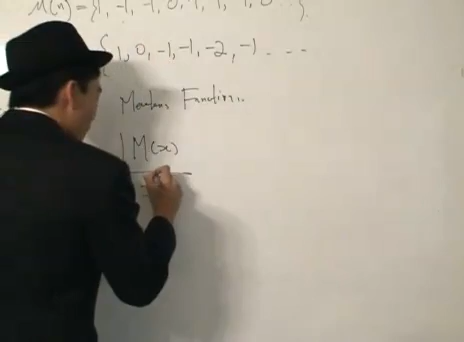 μ(n) = {1, -1, -1, 0, -1, 1, -1, 0...}
{1, 0, -1, -1, -2, -1 ...
Mertens Function.
|M(x)